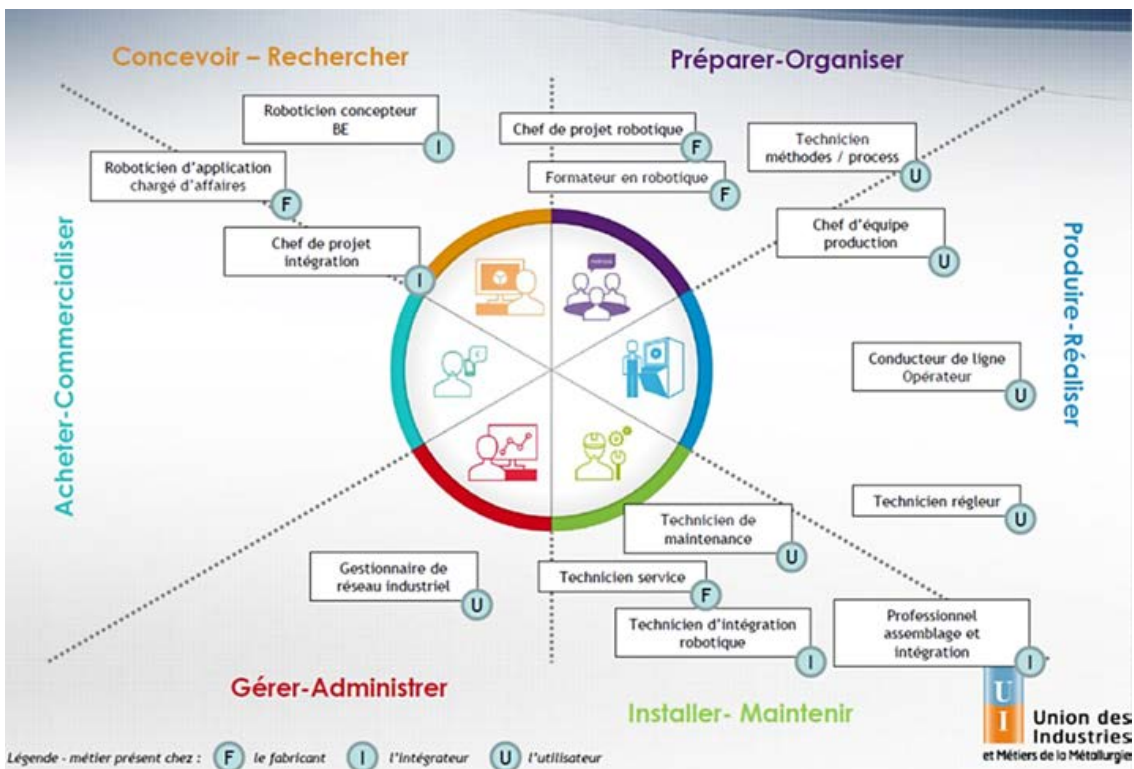 Concevoir – Rechercher
Préparer-Organiser
Roboticien concepteur
BE
I
Chef de projet robotique
F
Technicien
méthodes / process
U
Roboticien d'application
chargé d'affaires
F
Formateur en robotique
F
Chef de projet
intégration
I
Chef d'équipe
production
U
Acheter-Commercialiser
Produire-Réaliser
Conducteur de ligne
Opérateur
U
Technicien régleur
U
Technicien de
maintenance
U
Gestionnaire de
réseau industriel
U
Technicien service
F
Technicien d'intégration
robotique
I
Professionnel
assemblage et
intégration
I
Gérer-Administrer
Installer- Maintenir
UI
Union des
Industries
et Métiers de la Métallurgie
Légende - métier présent chez : F le fabricant I l'intégrateur U l'utilisateur